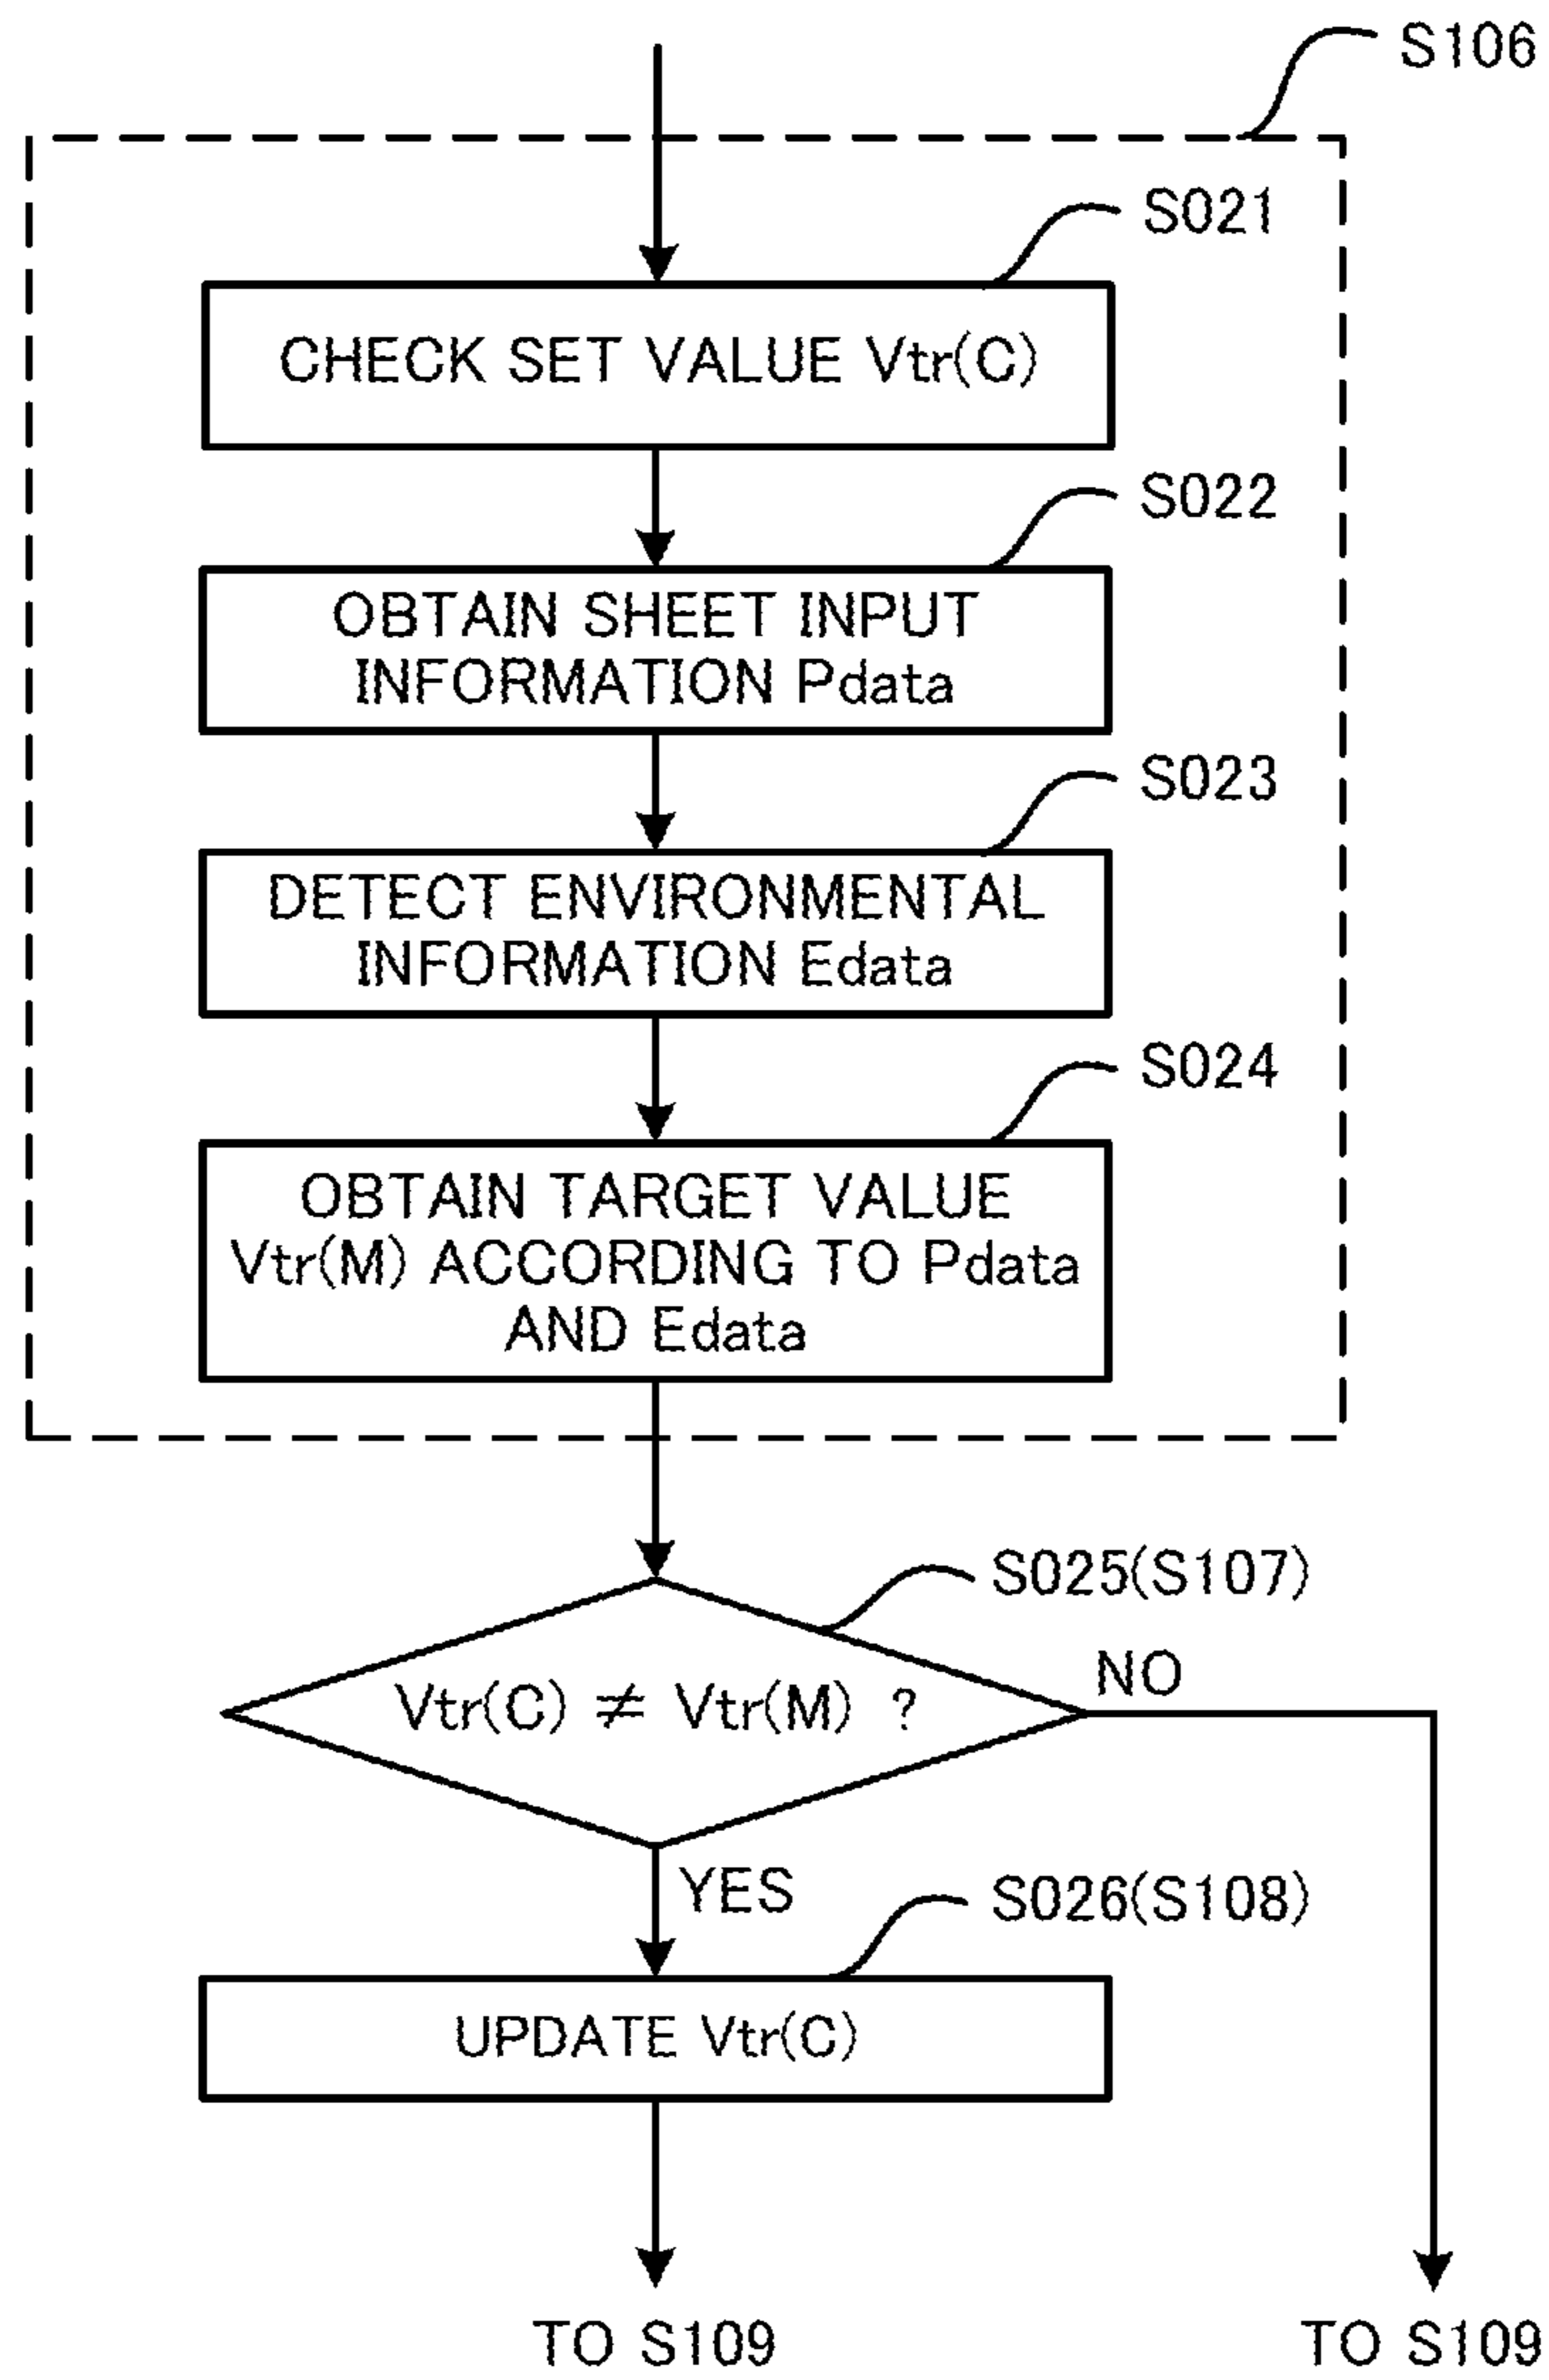 S106
S021
CHECK SET VALUE Vtr(C)
S022
OBTAIN SHEET INPUT
INFORMATION Pdata
S023
DETECT ENVIRONMENTAL
INFORMATION Edata
S024
OBTAIN TARGET VALUE
Vtr(M) ACCORDING TO Pdata
AND Edata
S025(S107)
Vtr(C) ≠ Vtr(M) ?
NO
YES
S026(S108)
UPDATE Vtr(C)
TO S109
TO S109